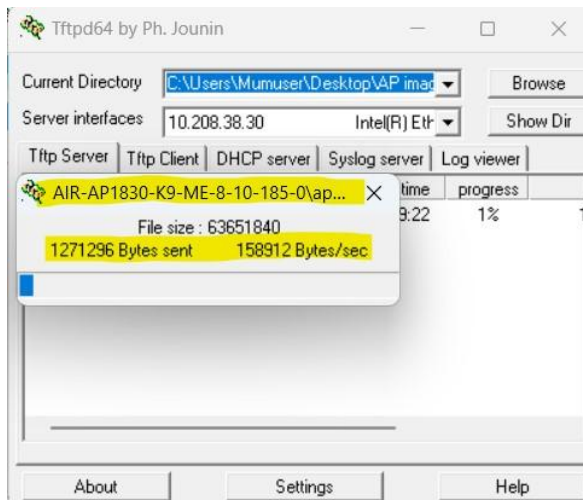 Tftpd64 by Ph. Jounin
Current Directory C:\Users\Mumuser\Desktop\AP imag Browse
Server interfaces 10.208.38.30 Intel(R) Eth Show Dir
Tftp Server Tftp Client DHCP server Syslog server Log viewer
AIR-AP1830-K9-ME-8-10-185-0\ap... time progress
9:22 1%
File size : 63651840
1271296 Bytes sent 158912 Bytes/sec
About Settings Help